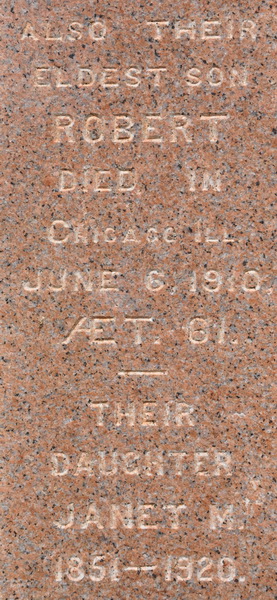 ALSO THEIR
ELDEST SON
ROBERT
DIED IN
CHICAGO ILL
JUNE 6, 1910
ÆT. 61.
THEIR
DAUGHTER
JANET M.
1851–1920.